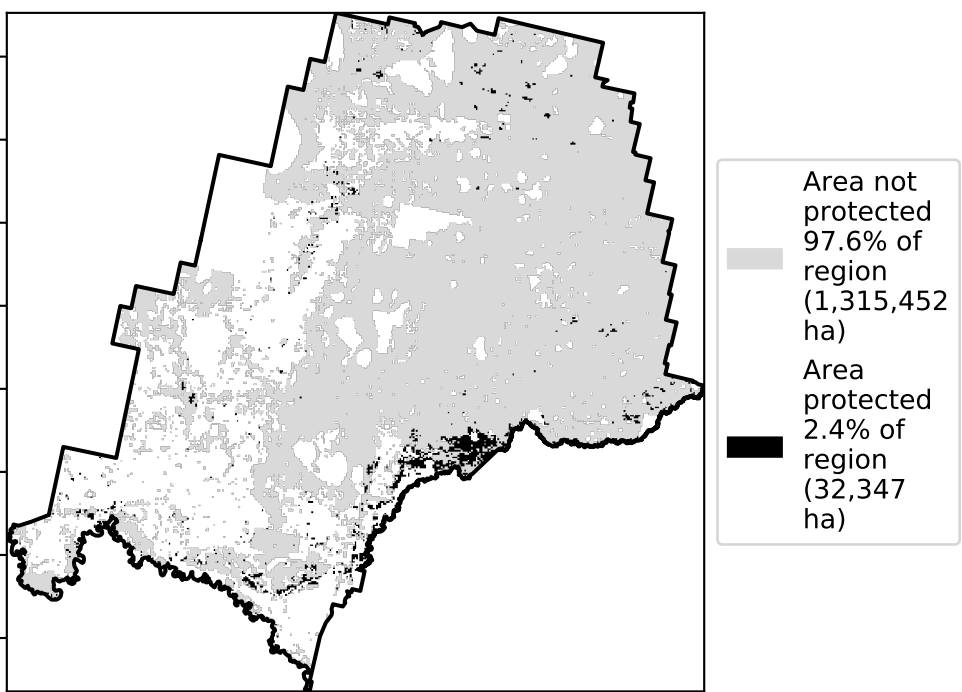 Area not
protected
97.6% of
region
(1,315,452
ha)
Area
protected
2.4% of
region
(32,347
ha)